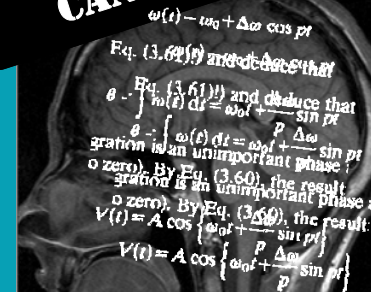 CAN
ω(t) = ω₀ + Δω cos pt
Eq. (3.61)!) and deduce that
Eq. (3.61)!) and deduce that
θ = ∫ ω(t) dt = ω₀t + Δω/p sin pt
θ = ∫ ω(t) dt = ω₀t + Δω/p sin pt
gration is an unimportant phase
o zero). By Eq. (3.60), the result
gration is an unimportant phase
o zero). By Eq. (3.60), the result
V(t) = A cos {ω₀t + Δω/p sin pt}
V(t) = A cos {ω₀t + Δω/p sin pt}